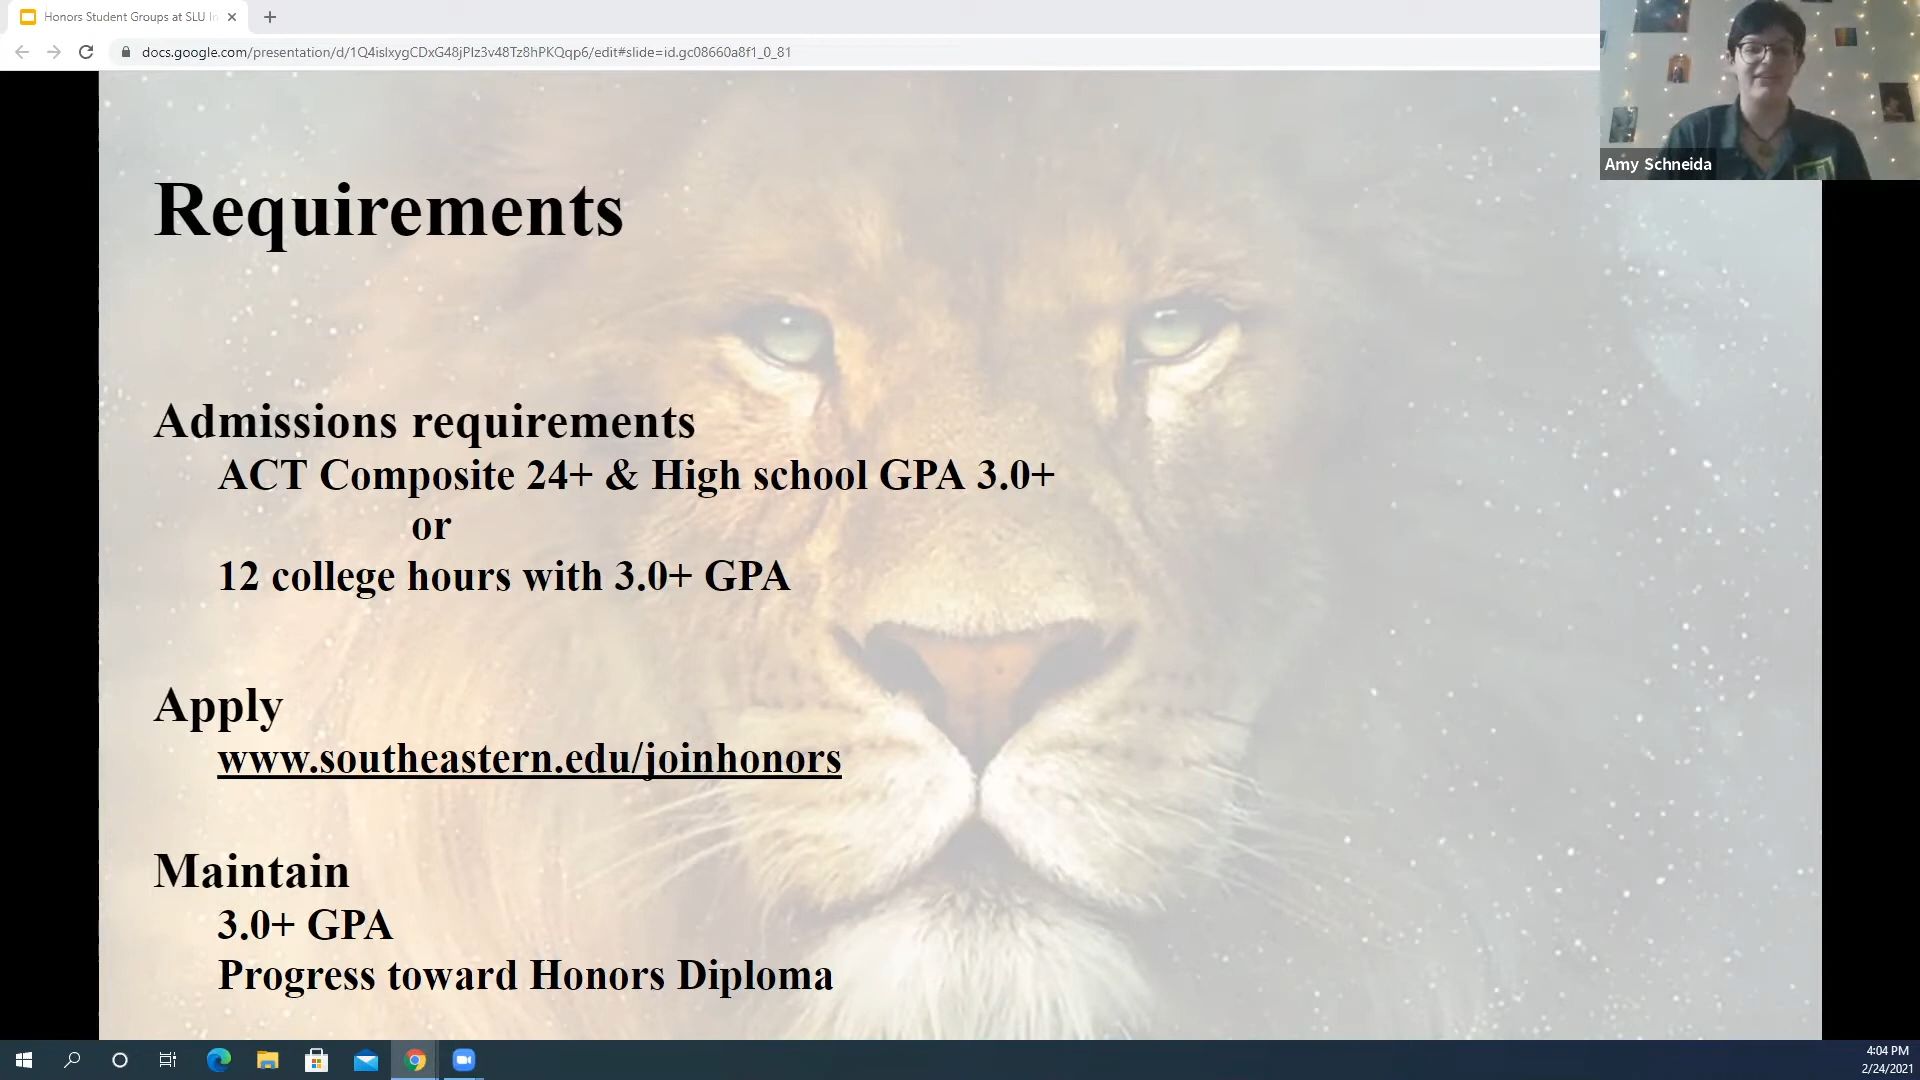 Honors Student Groups at SLU In
docs.google.com/presentation/d/1Q4islxygCDxG48jPIz3v48Tz8hPKQqp6/edit#slide=id.gc08660a8f1_0_81
Amy Schneida
Requirements
Admissions requirements
ACT Composite 24+ & High school GPA 3.0+
or
12 college hours with 3.0+ GPA
Apply
www.southeastern.edu/joinhonors
Maintain
3.0+ GPA
Progress toward Honors Diploma
4:04 PM
2/24/2021